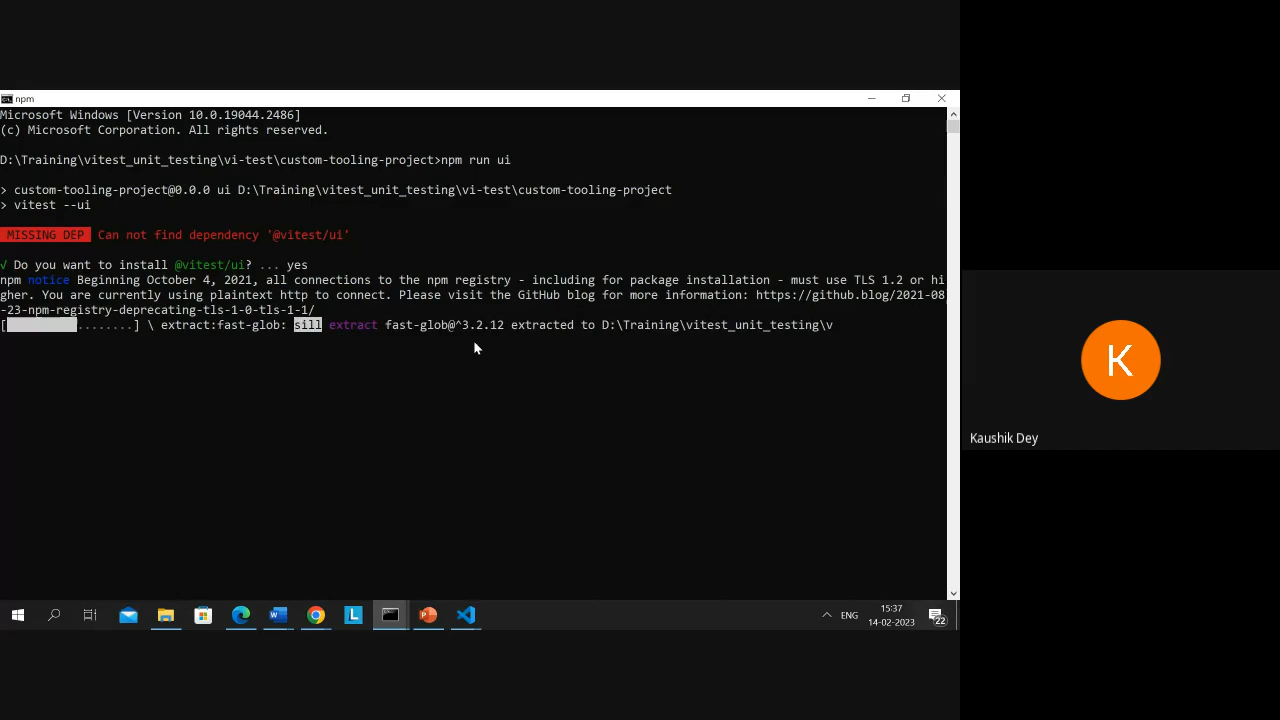 npm
Microsoft Windows [Version 10.0.19044.2486]
(c) Microsoft Corporation. All rights reserved.
D:\Training\vitest_unit_testing\vi-test\custom-tooling-project>npm run ui
> custom-tooling-project@0.0.0 ui D:\Training\vitest_unit_testing\vi-test\custom-tooling-project
> vitest --ui
MISSING DEP Can not find dependency '@vitest/ui'
√ Do you want to install @vitest/ui? ... yes
npm notice Beginning October 4, 2021, all connections to the npm registry - including for package installation - must use TLS 1.2 or hi
gher. You are currently using plaintext http to connect. Please visit the GitHub blog for more information: https://github.blog/2021-08
-23-npm-registry-deprecating-tls-1-0-tls-1-1/
[ ........] \ extract:fast-glob: sill extract fast-glob@^3.2.12 extracted to D:\Training\vitest_unit_testing\v
K
Kaushik Dey
L
ENG
15:37
14-02-2023
22